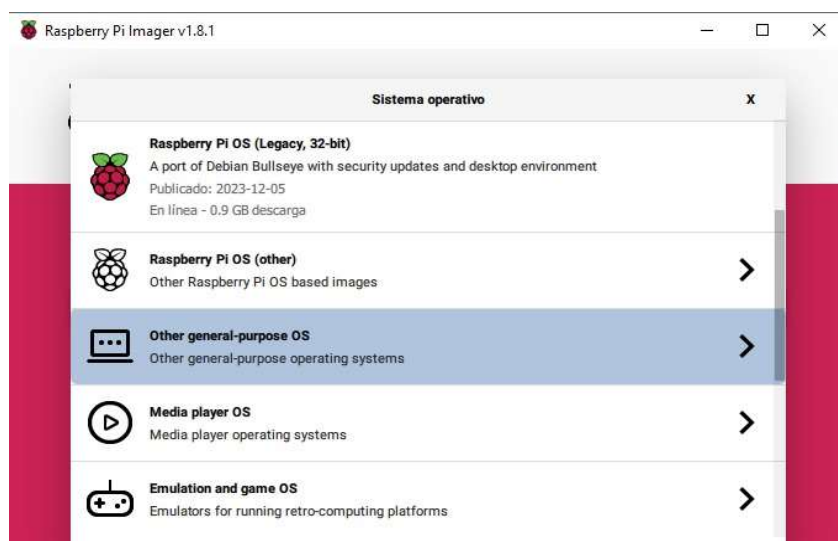 Raspberry Pi Imager v1.8.1
Sistema operativo
X
Raspberry Pi OS (Legacy, 32-bit)
A port of Debian Bullseye with security updates and desktop environment
Publicado: 2023-12-05
En línea - 0.9 GB descarga
Raspberry Pi OS (other)
Other Raspberry Pi OS based images
Other general-purpose OS
Other general-purpose operating systems
Media player OS
Media player operating systems
Emulation and game OS
Emulators for running retro-computing platforms